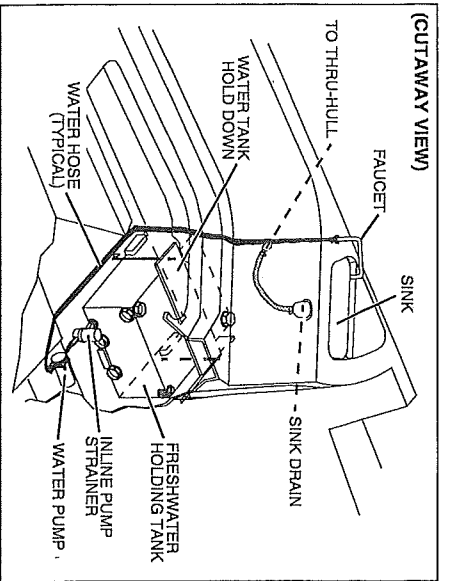 (CUTAWAY VIEW)
TO THRU-HULL
FAUCET
SINK
WATER TANK
HOLD DOWN
SINK DRAIN
WATER HOSE
(TYPICAL)
FRESHWATER
HOLDING TANK
INLINE PUMP
STRAINER
WATER PUMP